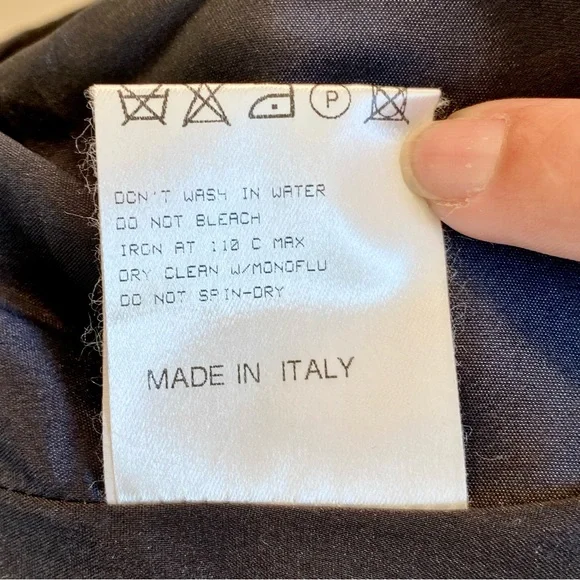 P
DON'T WASH IN WATER
DO NOT BLEACH
IRON AT 110 C MAX
DRY CLEAN W/MONOFLU
DO NOT SPIN-DRY
MADE IN ITALY